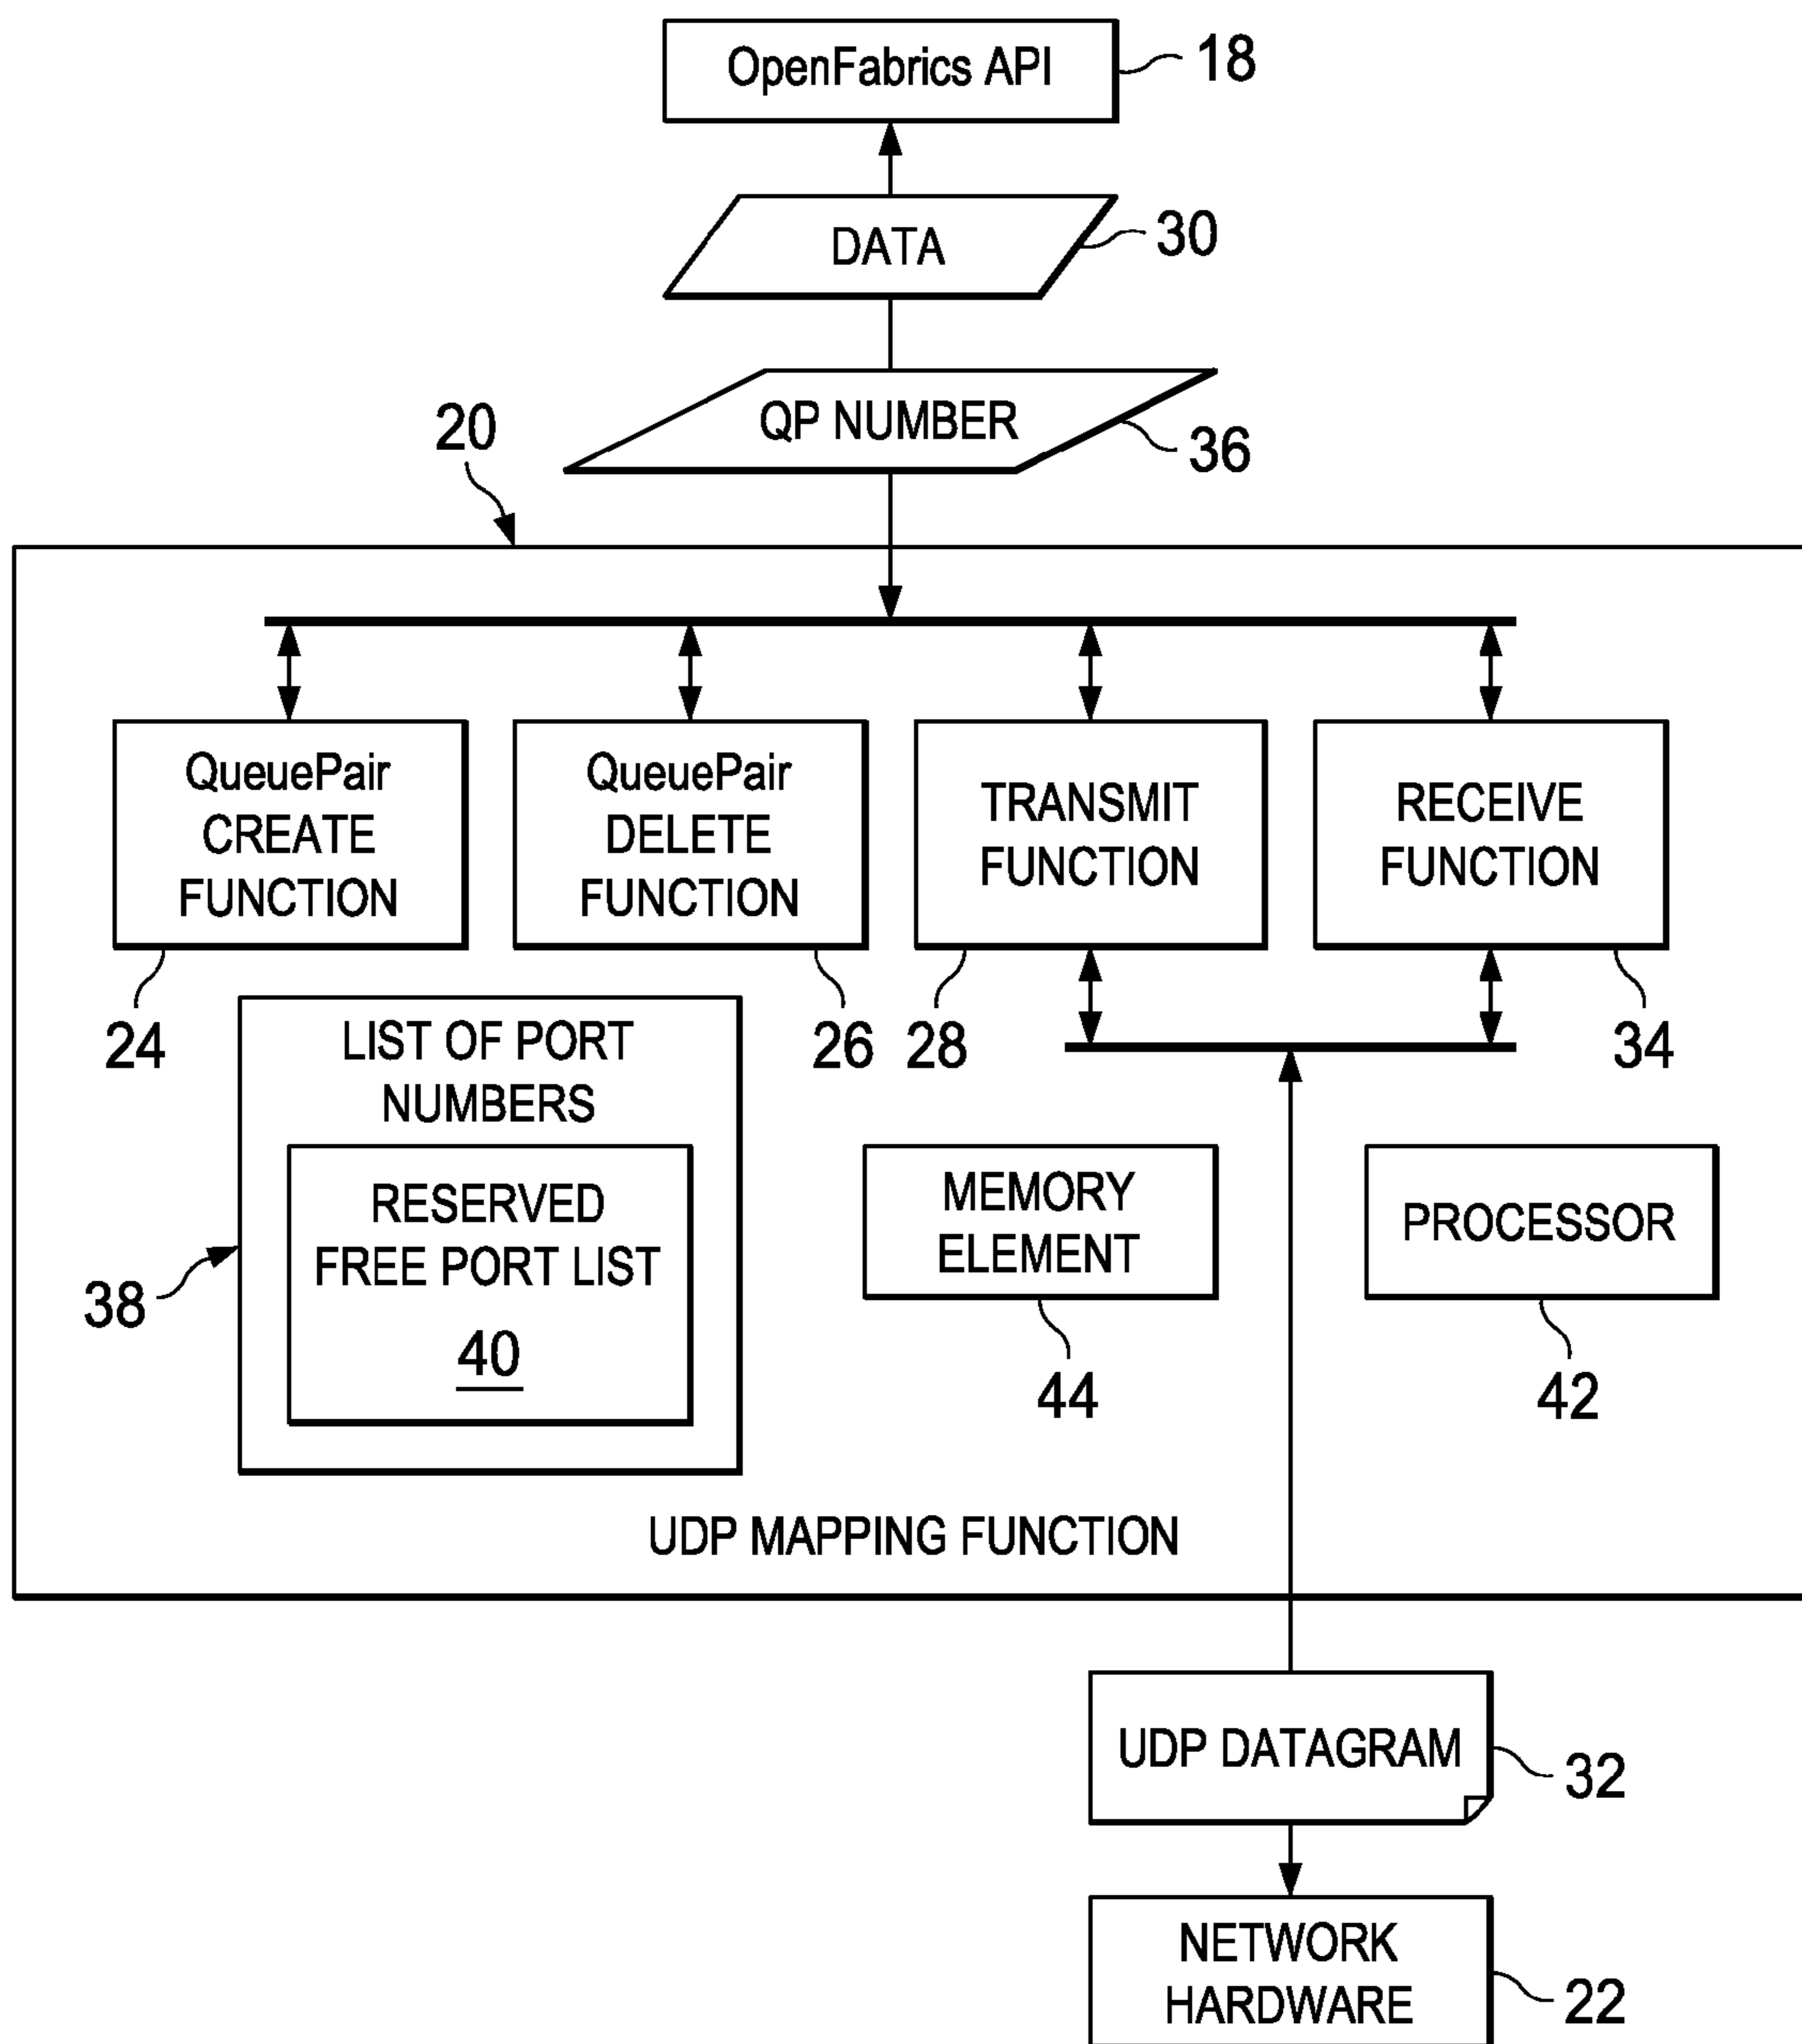 OpenFabrics API
18
DATA
30
QP NUMBER
36
20
QueuePair
CREATE
FUNCTION
24
QueuePair
DELETE
FUNCTION
26
TRANSMIT
FUNCTION
28
RECEIVE
FUNCTION
34
LIST OF PORT
NUMBERS
RESERVED
FREE PORT LIST
40
38
MEMORY
ELEMENT
44
PROCESSOR
42
UDP MAPPING FUNCTION
UDP DATAGRAM
32
NETWORK
HARDWARE
22